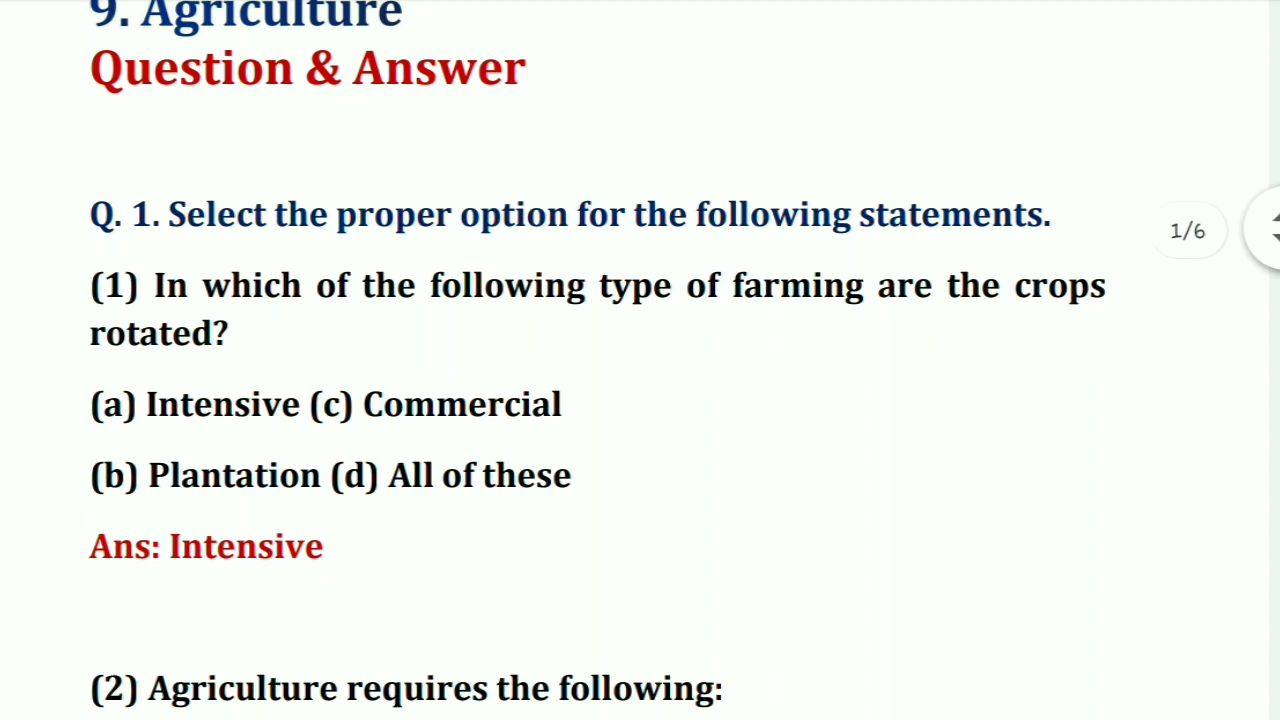 9. Agriculture
Question & Answer
Q. 1. Select the proper option for the following statements.
1/6
(1) In which of the following type of farming are the crops
rotated?
(a) Intensive (c) Commercial
(b) Plantation (d) All of these
Ans: Intensive
(2) Agriculture requires the following: